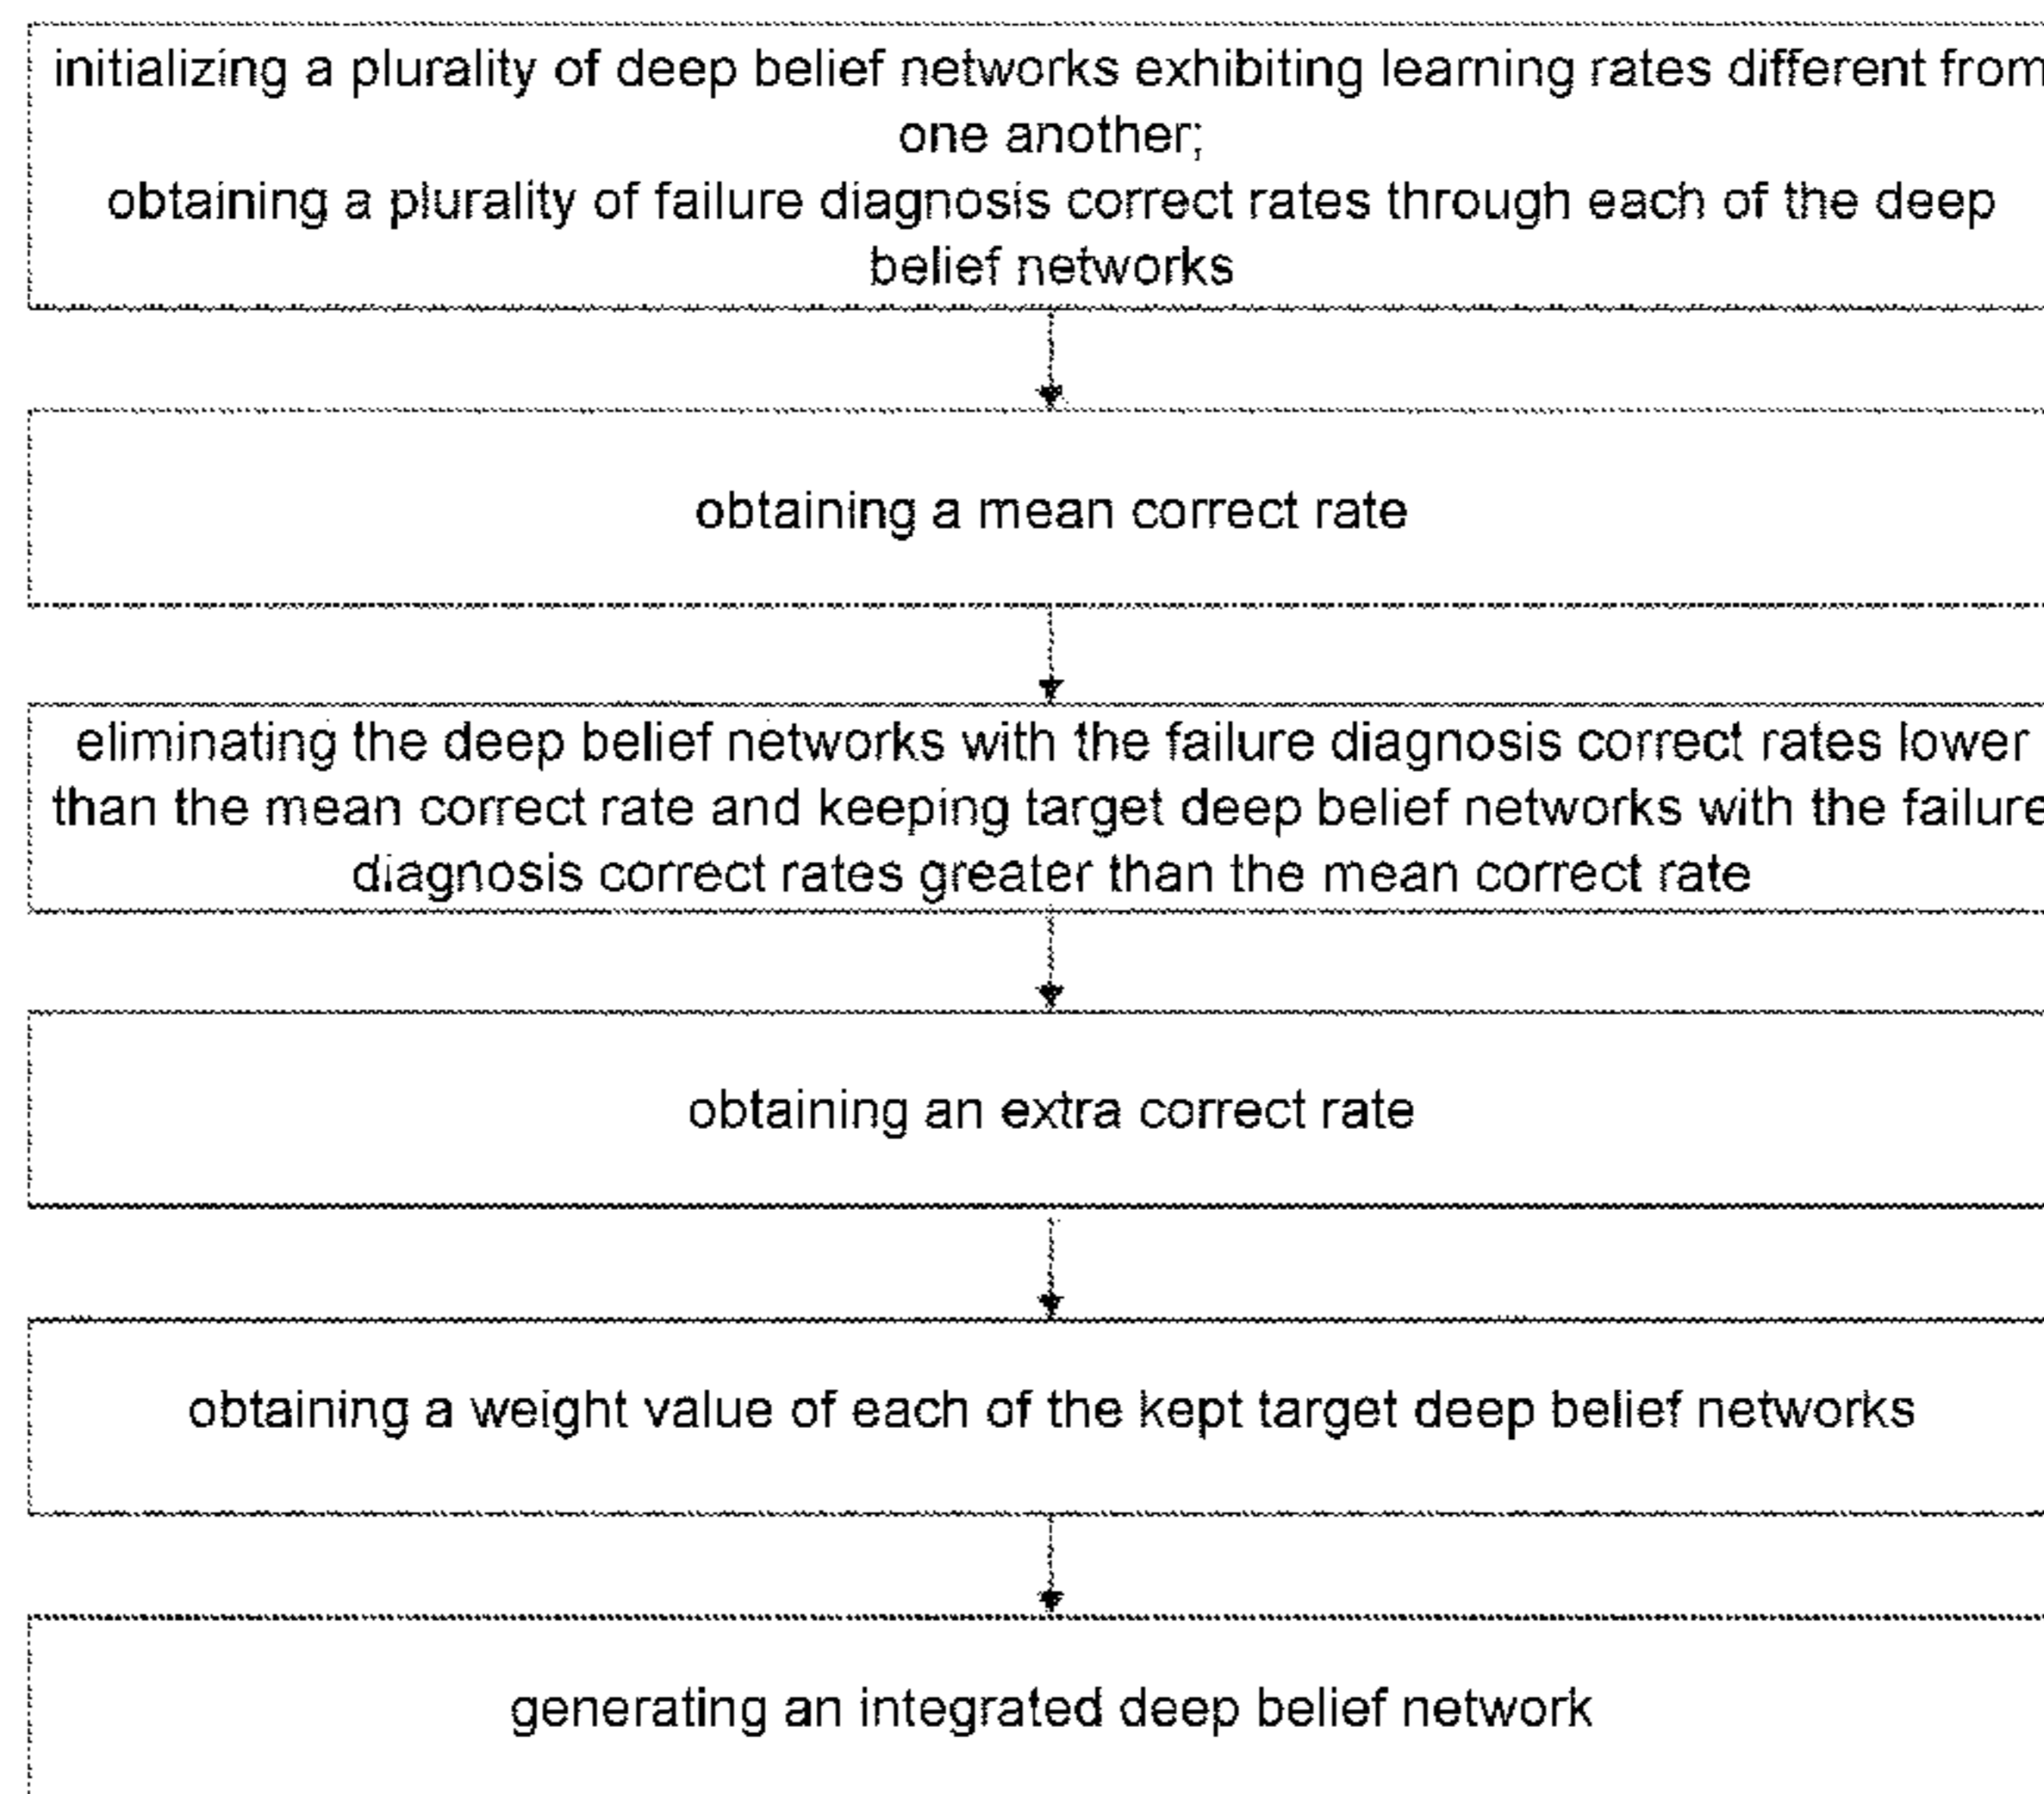 initializing a plurality of deep belief networks exhibiting learning rates different from
one another;
obtaining a plurality of failure diagnosis correct rates through each of the deep
belief networks
obtaining a mean correct rate
eliminating the deep belief networks with the failure diagnosis correct rates lower
than the mean correct rate and keeping target deep belief networks with the failure
diagnosis correct rates greater than the mean correct rate
obtaining an extra correct rate
obtaining a weight value of each of the kept target deep belief networks
generating an integrated deep belief network